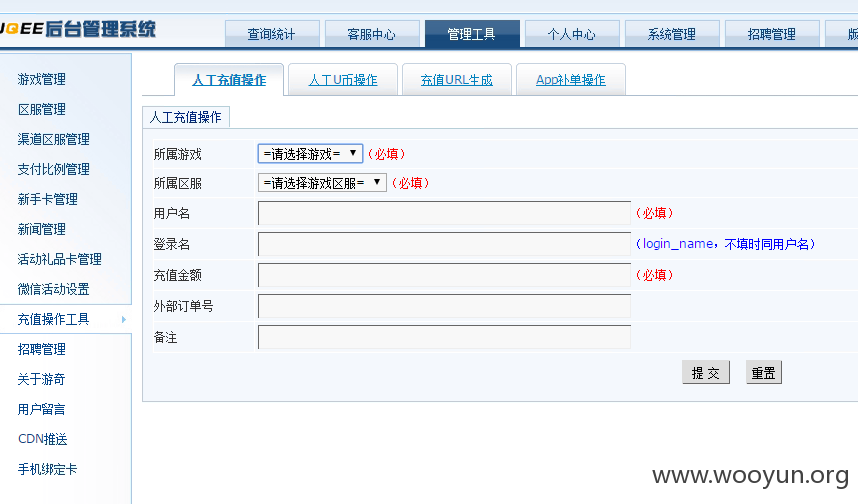 UQEE后台管理系统
查询统计 客服中心 管理工具 个人中心 系统管理 招聘管理 版
人工充值操作 人工U币操作 充值URL生成 App补单操作
游戏管理
区服管理
渠道区服管理
支付比例管理
新手卡管理
新闻管理
活动礼品卡管理
微信活动设置
充值操作工具
招聘管理
关于游奇
用户留言
CDN推送
手机绑定卡
人工充值操作
所属游戏 =请选择游戏= (必填)
所属区服 =请选择游戏区服= (必填)
用户名 (必填)
登录名 (login_name,不填时同用户名)
充值金额 (必填)
外部订单号
备注
提 交 重置
www.wooyun.org